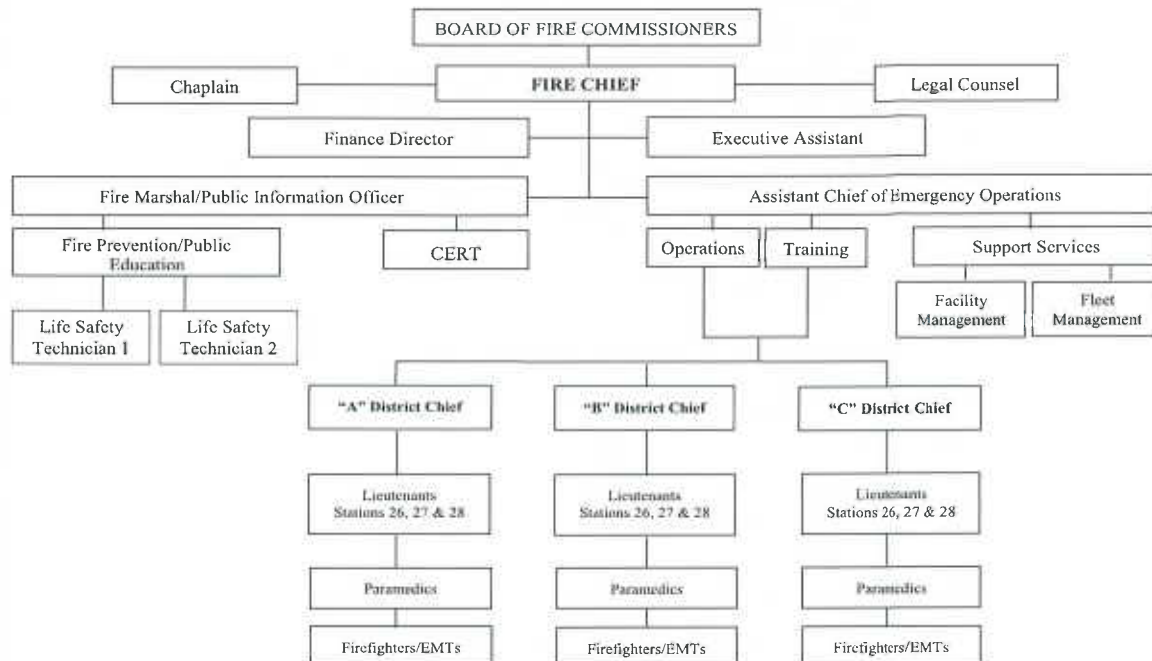 BOARD OF FIRE COMMISSIONERS
Chaplain
FIRE CHIEF
Legal Counsel
Finance Director
Executive Assistant
Fire Marshal/Public Information Officer
Assistant Chief of Emergency Operations
Fire Prevention/Public
Education
CERT
Operations
Training
Support Services
Life Safety
Technician 1
Life Safety
Technician 2
Facility
Management
Fleet
Management
"A" District Chief
"B" District Chief
"C" District Chief
Lieutenants
Stations 26, 27 & 28
Lieutenants
Stations 26, 27 & 28
Lieutenants
Stations 26, 27 & 28
Paramedics
Paramedics
Paramedics
Firefighters/EMTs
Firefighters/EMTs
Firefighters/EMTs